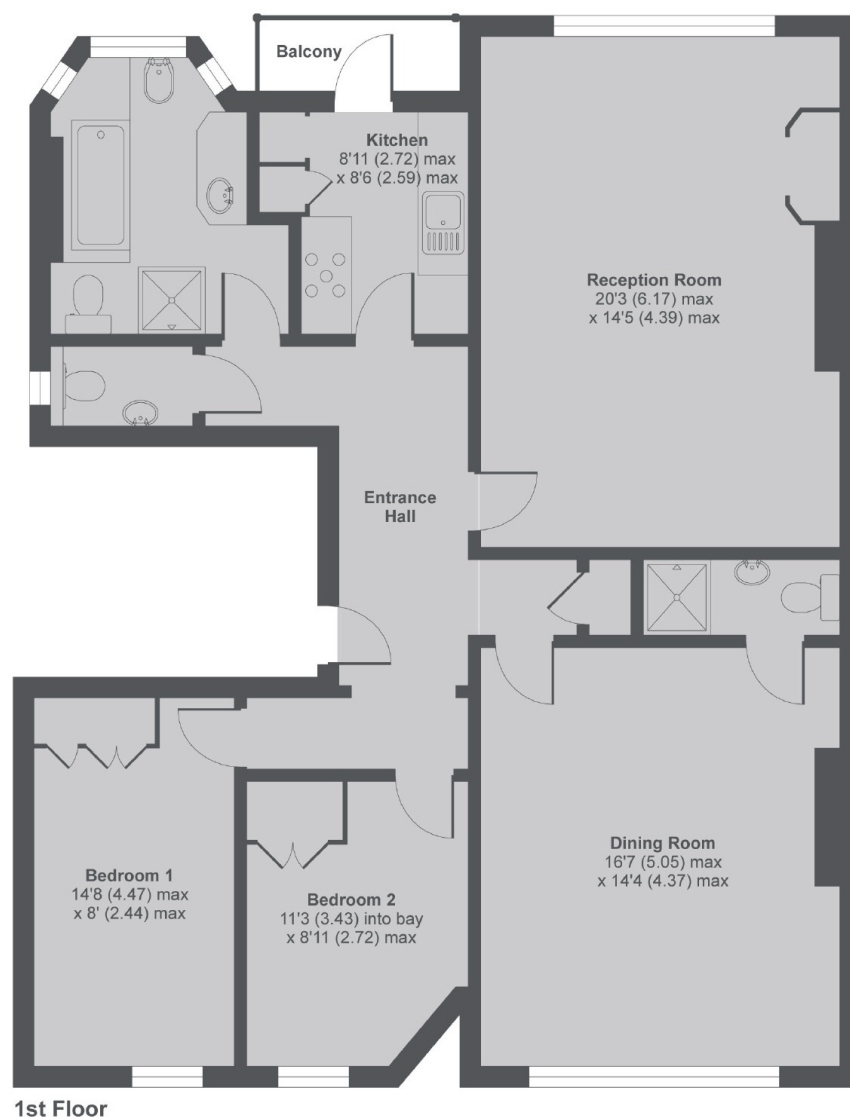 Balcony
Kitchen
8'11 (2.72) max
x 8'6 (2.59) max
Reception Room
20'3 (6.17) max
x 14'5 (4.39) max
Entrance
Hall
Dining Room
16'7 (5.05) max
x 14'4 (4.37) max
Bedroom 1
14'8 (4.47) max
x 8' (2.44) max
Bedroom 2
11'3 (3.43) into bay
x 8'11 (2.72) max
1st Floor